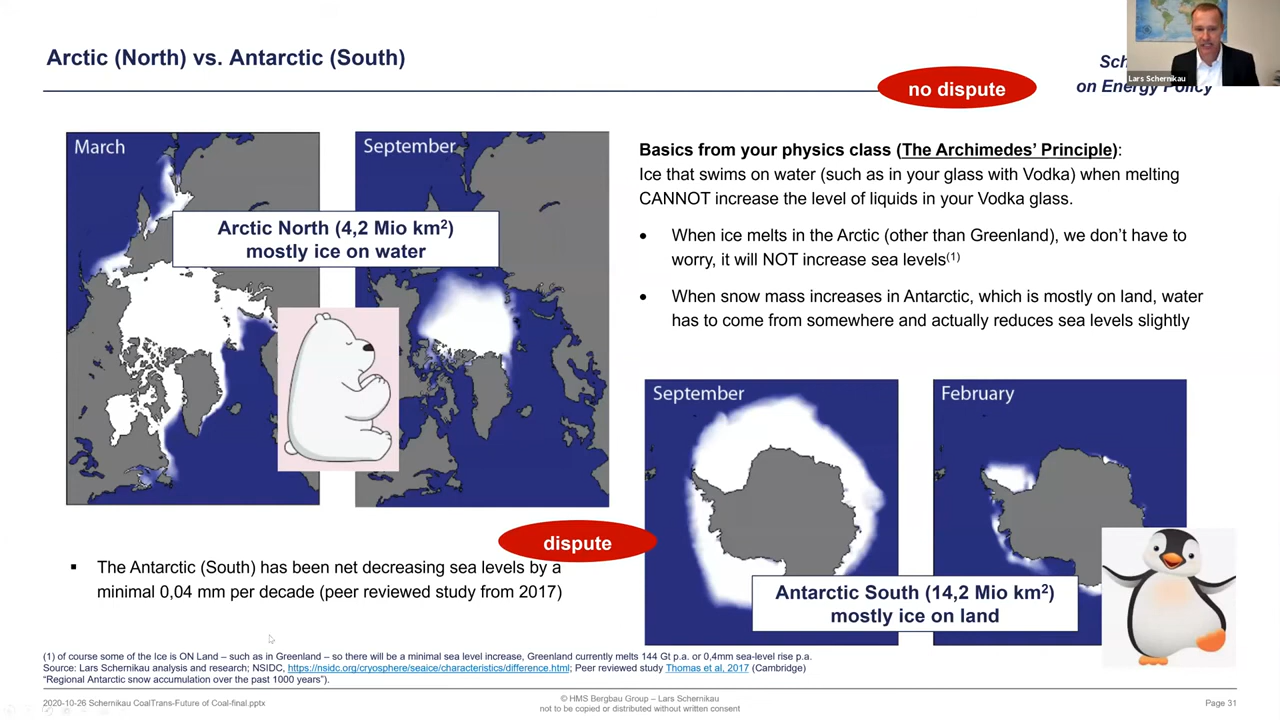 Arctic (North) vs. Antarctic (South)
no dispute
on Energy Policy
Lars Schernikau
March
September
Arctic North (4,2 Mio km²)
mostly ice on water
Basics from your physics class (The Archimedes' Principle):
Ice that swims on water (such as in your glass with Vodka) when melting
CANNOT increase the level of liquids in your Vodka glass.
• When ice melts in the Arctic (other than Greenland), we don't have to
worry, it will NOT increase sea levels(1)
• When snow mass increases in Antarctic, which is mostly on land, water
has to come from somewhere and actually reduces sea levels slightly
September
February
Antarctic South (14,2 Mio km²)
mostly ice on land
dispute
▪ The Antarctic (South) has been net decreasing sea levels by a
minimal 0,04 mm per decade (peer reviewed study from 2017)
(1) of course some of the Ice is ON Land – such as in Greenland – so there will be a minimal sea level increase, Greenland currently melts 144 Gt p.a. or 0,4mm sea-level rise p.a.
Source: Lars Schernikau analysis and research; NSIDC, https://nsidc.org/cryosphere/seaice/characteristics/difference.html; Peer reviewed study Thomas et al, 2017 (Cambridge)
"Regional Antarctic snow accumulation over the past 1000 years").
2020-10-26 Schernikau CoalTrans-Future of Coal-final.pptx
© HMS Bergbau Group – Lars Schernikau
not to be copied or distributed without written consent
Page 31